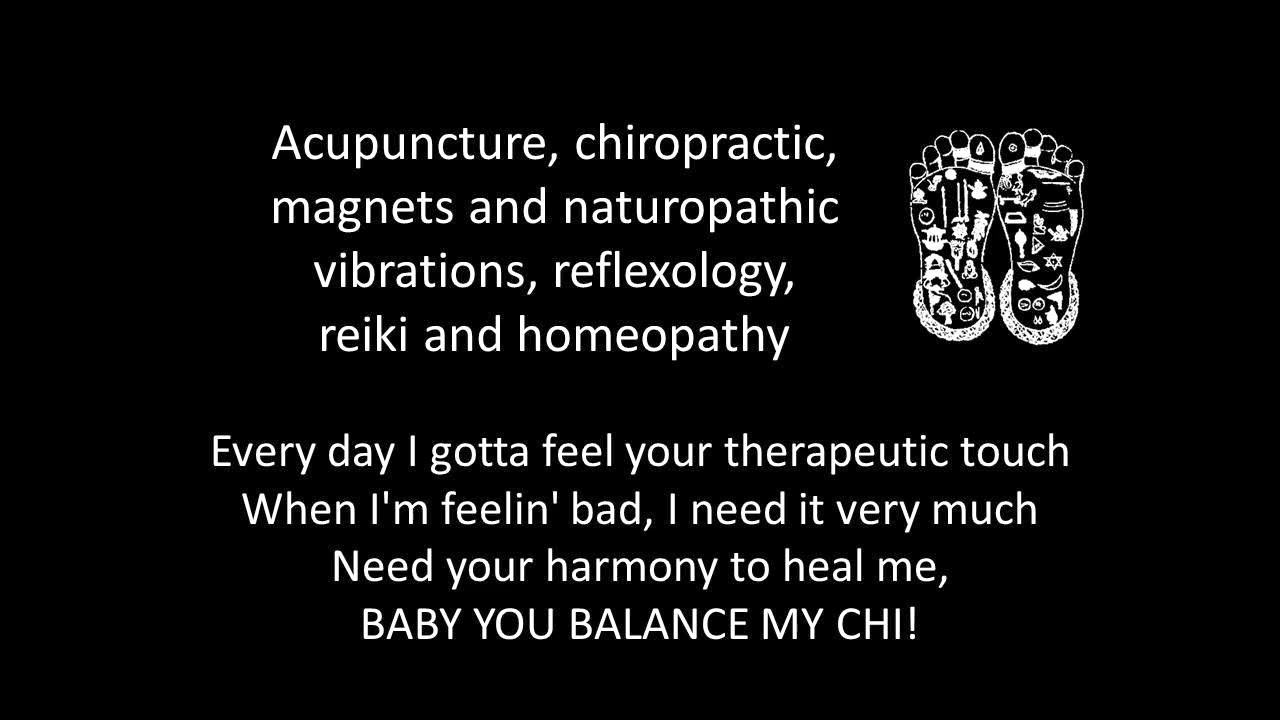 Acupuncture, chiropractic,
magnets and naturopathic
vibrations, reflexology,
reiki and homeopathy
Every day I gotta feel your therapeutic touch
When I'm feelin' bad, I need it very much
Need your harmony to heal me,
BABY YOU BALANCE MY CHI!